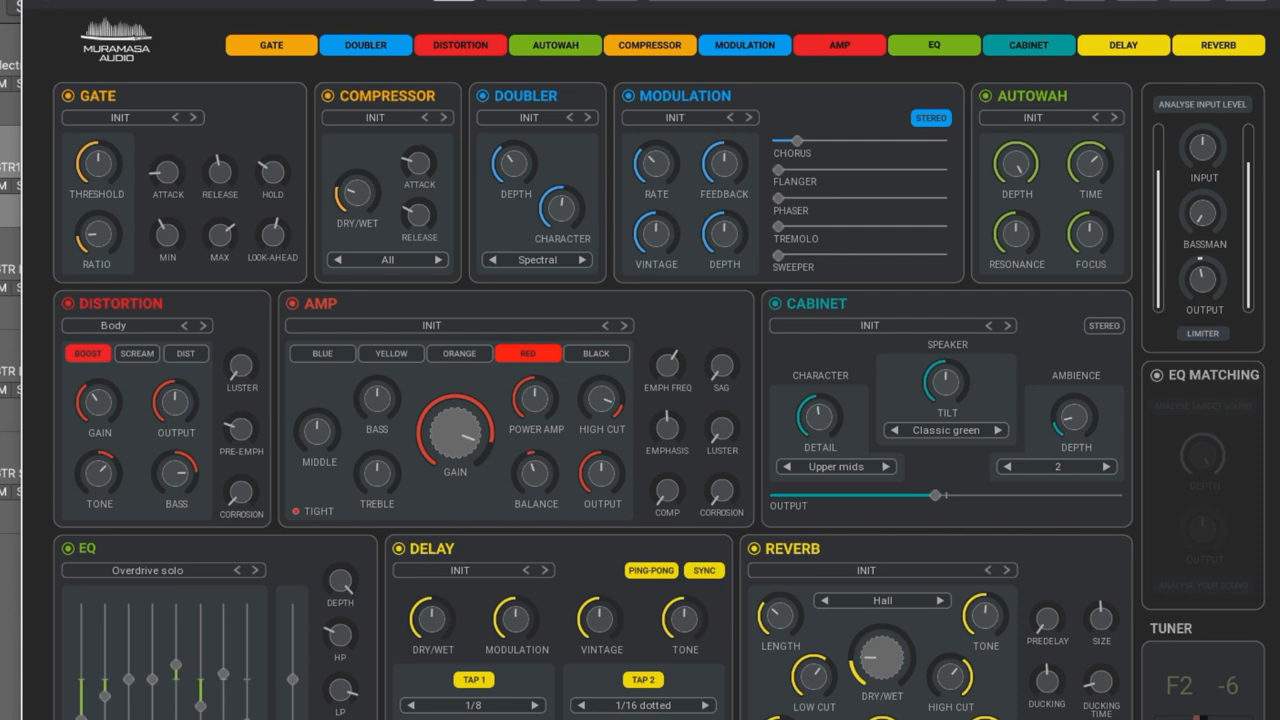 MURAMASA
AUDIO
GATE DOUBLER DISTORTION AUTOWAH COMPRESSOR MODULATION AMP EQ CABINET DELAY REVERB
GATE
INIT
THRESHOLD ATTACK RELEASE HOLD
RATIO MIN MAX LOOK-AHEAD
COMPRESSOR
INIT
ATTACK
DRY/WET
RELEASE
All
DOUBLER
INIT
DEPTH
CHARACTER
Spectral
MODULATION
INIT STEREO
RATE FEEDBACK
VINTAGE DEPTH
CHORUS
FLANGER
PHASER
TREMOLO
SWEEPER
AUTOWAH
INIT
DEPTH TIME
RESONANCE FOCUS
ANALYSE INPUT LEVEL
INPUT
BASSMAN
OUTPUT
LIMITER
DISTORTION
Body
BOOST SCREAM DIST
LUSTER
GAIN OUTPUT
PRE-EMPH
TONE BASS
CORROSION
AMP
INIT
BLUE YELLOW ORANGE RED BLACK
EMPH FREQ SAG
BASS POWER AMP HIGH CUT
MIDDLE GAIN
EMPHASIS LUSTER
TREBLE BALANCE OUTPUT
TIGHT
COMP CORROSION
CABINET
INIT STEREO
SPEAKER
CHARACTER AMBIENCE
TILT
Classic green
DETAIL DEPTH
Upper mids 2
OUTPUT
EQ MATCHING
ANALYSE TARGET SOUND
DEPTH
OUTPUT
ANALYSE YOUR SOUND
EQ
Overdrive solo
DEPTH
HP
LP
DELAY
INIT PING-PONG SYNC
DRY/WET MODULATION VINTAGE TONE
TAP 1 TAP 2
1/8 1/16 dotted
REVERB
INIT
Hall
LENGTH TONE PREDELAY SIZE
DRY/WET
LOW CUT HIGH CUT DUCKING DUCKING
TIME
TUNER
F2 -6